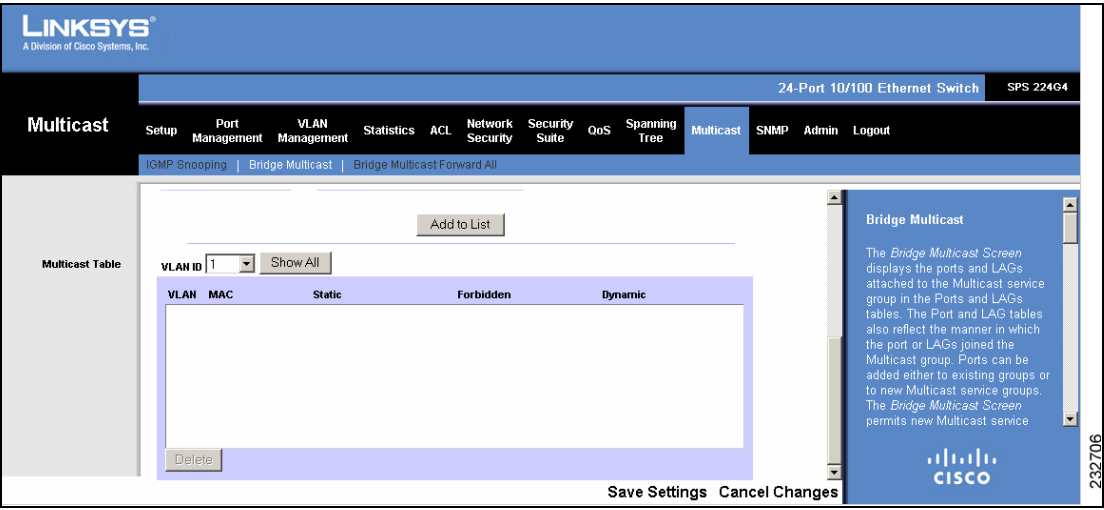 LINKSYS®
A Division of Cisco Systems, Inc.
24-Port 10/100 Ethernet Switch SPS 224G4
Multicast
Setup Port Management VLAN Management Statistics ACL Network Security Security Suite QoS Spanning Tree Multicast SNMP Admin Logout
IGMP Snooping | Bridge Multicast | Bridge Multicast Forward All
Add to List
Multicast Table
VLAN ID 1 Show All
VLAN MAC Static Forbidden Dynamic
Delete
Bridge Multicast
The Bridge Multicast Screen
displays the ports and LAGs
attached to the Multicast service
group in the Ports and LAGs
tables. The Port and LAG tables
also reflect the manner in which
the port or LAGs joined the
Multicast group. Ports can be
added either to existing groups or
to new Multicast service groups.
The Bridge Multicast Screen
permits new Multicast service
CISCO
Save Settings Cancel Changes
232706